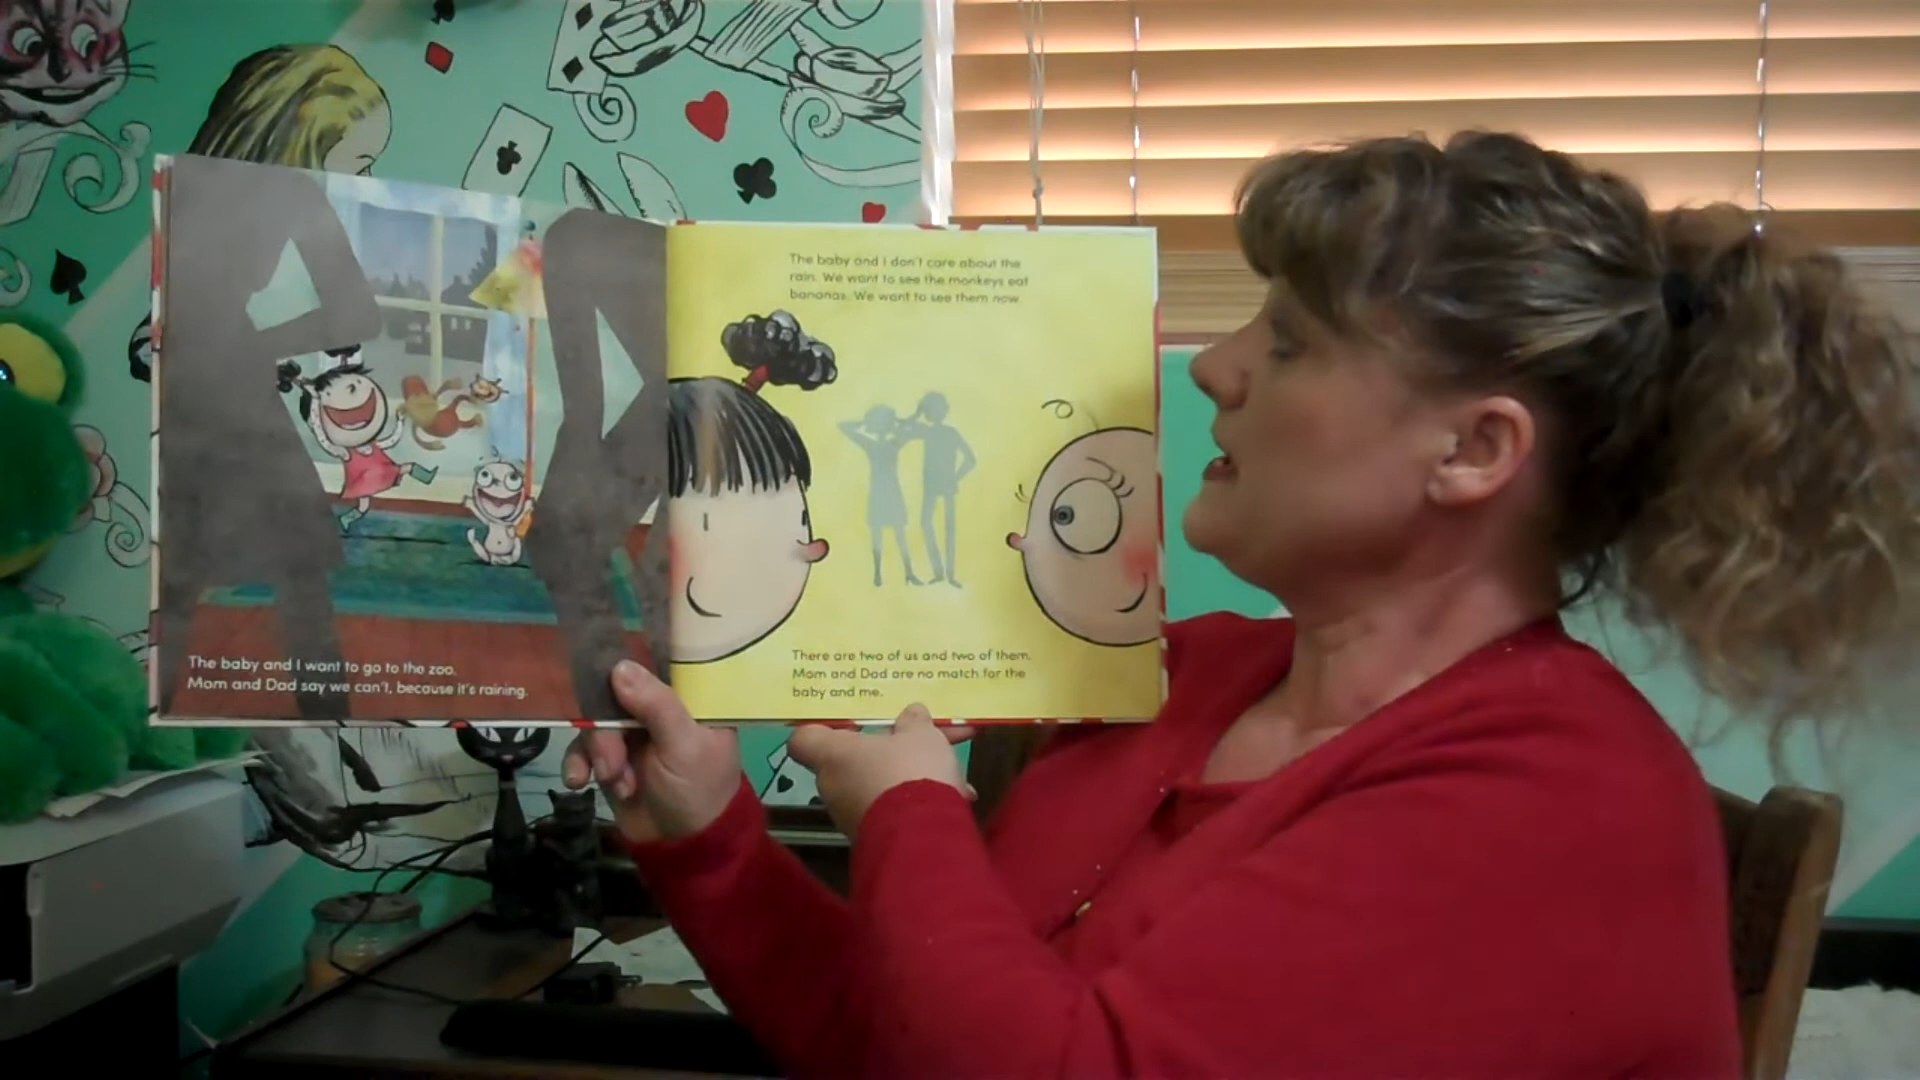 The baby and I want to go to the zoo.
Mom and Dad say we can't, because it's raining.
The baby and I don't care about the
rain. We want to see the monkeys eat
bananas. We want to see them now.
There are two of us and two of them.
Mom and Dad are no match for the
baby and me.